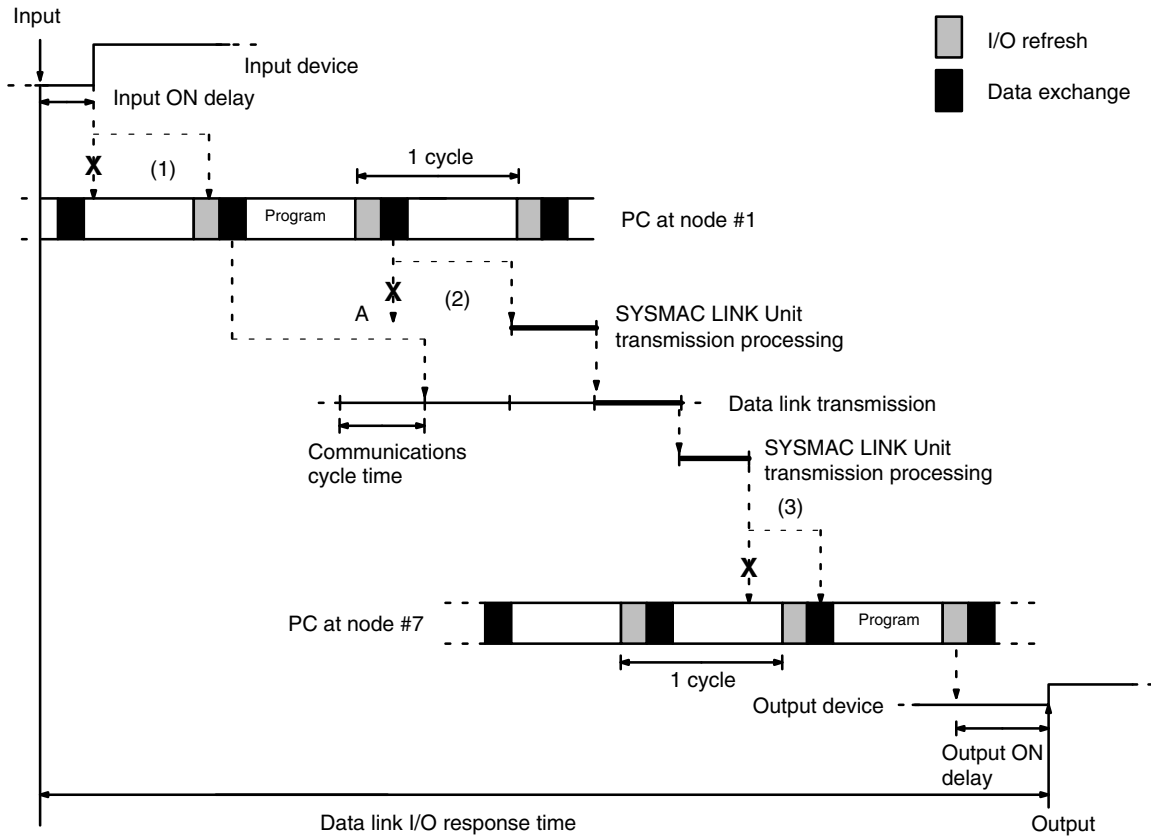 Input
I/O refresh
Input device
Data exchange
Input ON delay
X
(1)
1 cycle
Program
PC at node #1
X
(2)
A
SYSMAC LINK Unit
transmission processing
Data link transmission
Communications
cycle time
SYSMAC LINK Unit
transmission processing
(3)
X
PC at node #7
Program
1 cycle
Output device
Output ON
delay
Data link I/O response time
Output